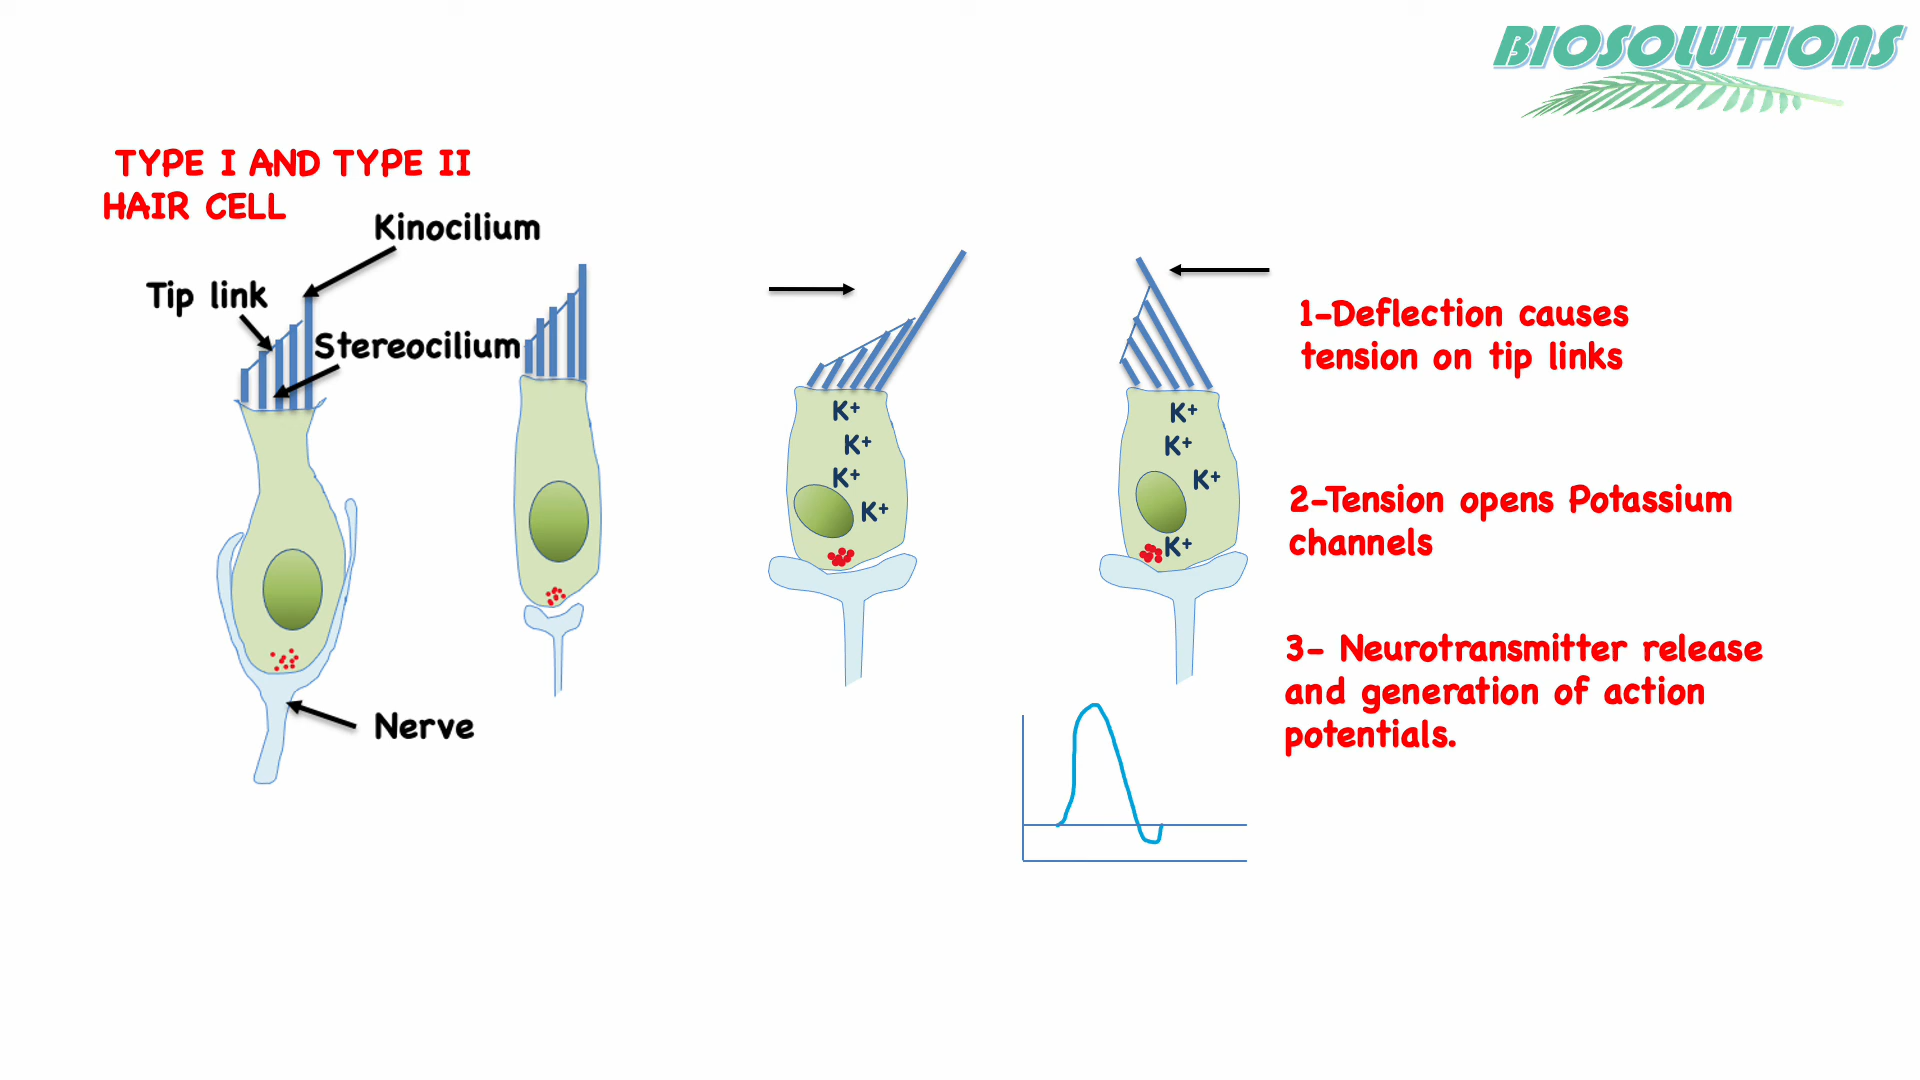 BIOSOLUTIONS
TYPE I AND TYPE II
HAIR CELL
Kinocilium
Tip link
Stereocilium
Nerve
K+
K+
K+
K+
K+
K+
K+
K+
1-Deflection causes
tension on tip links
2-Tension opens Potassium
channels
3- Neurotransmitter release
and generation of action
potentials.